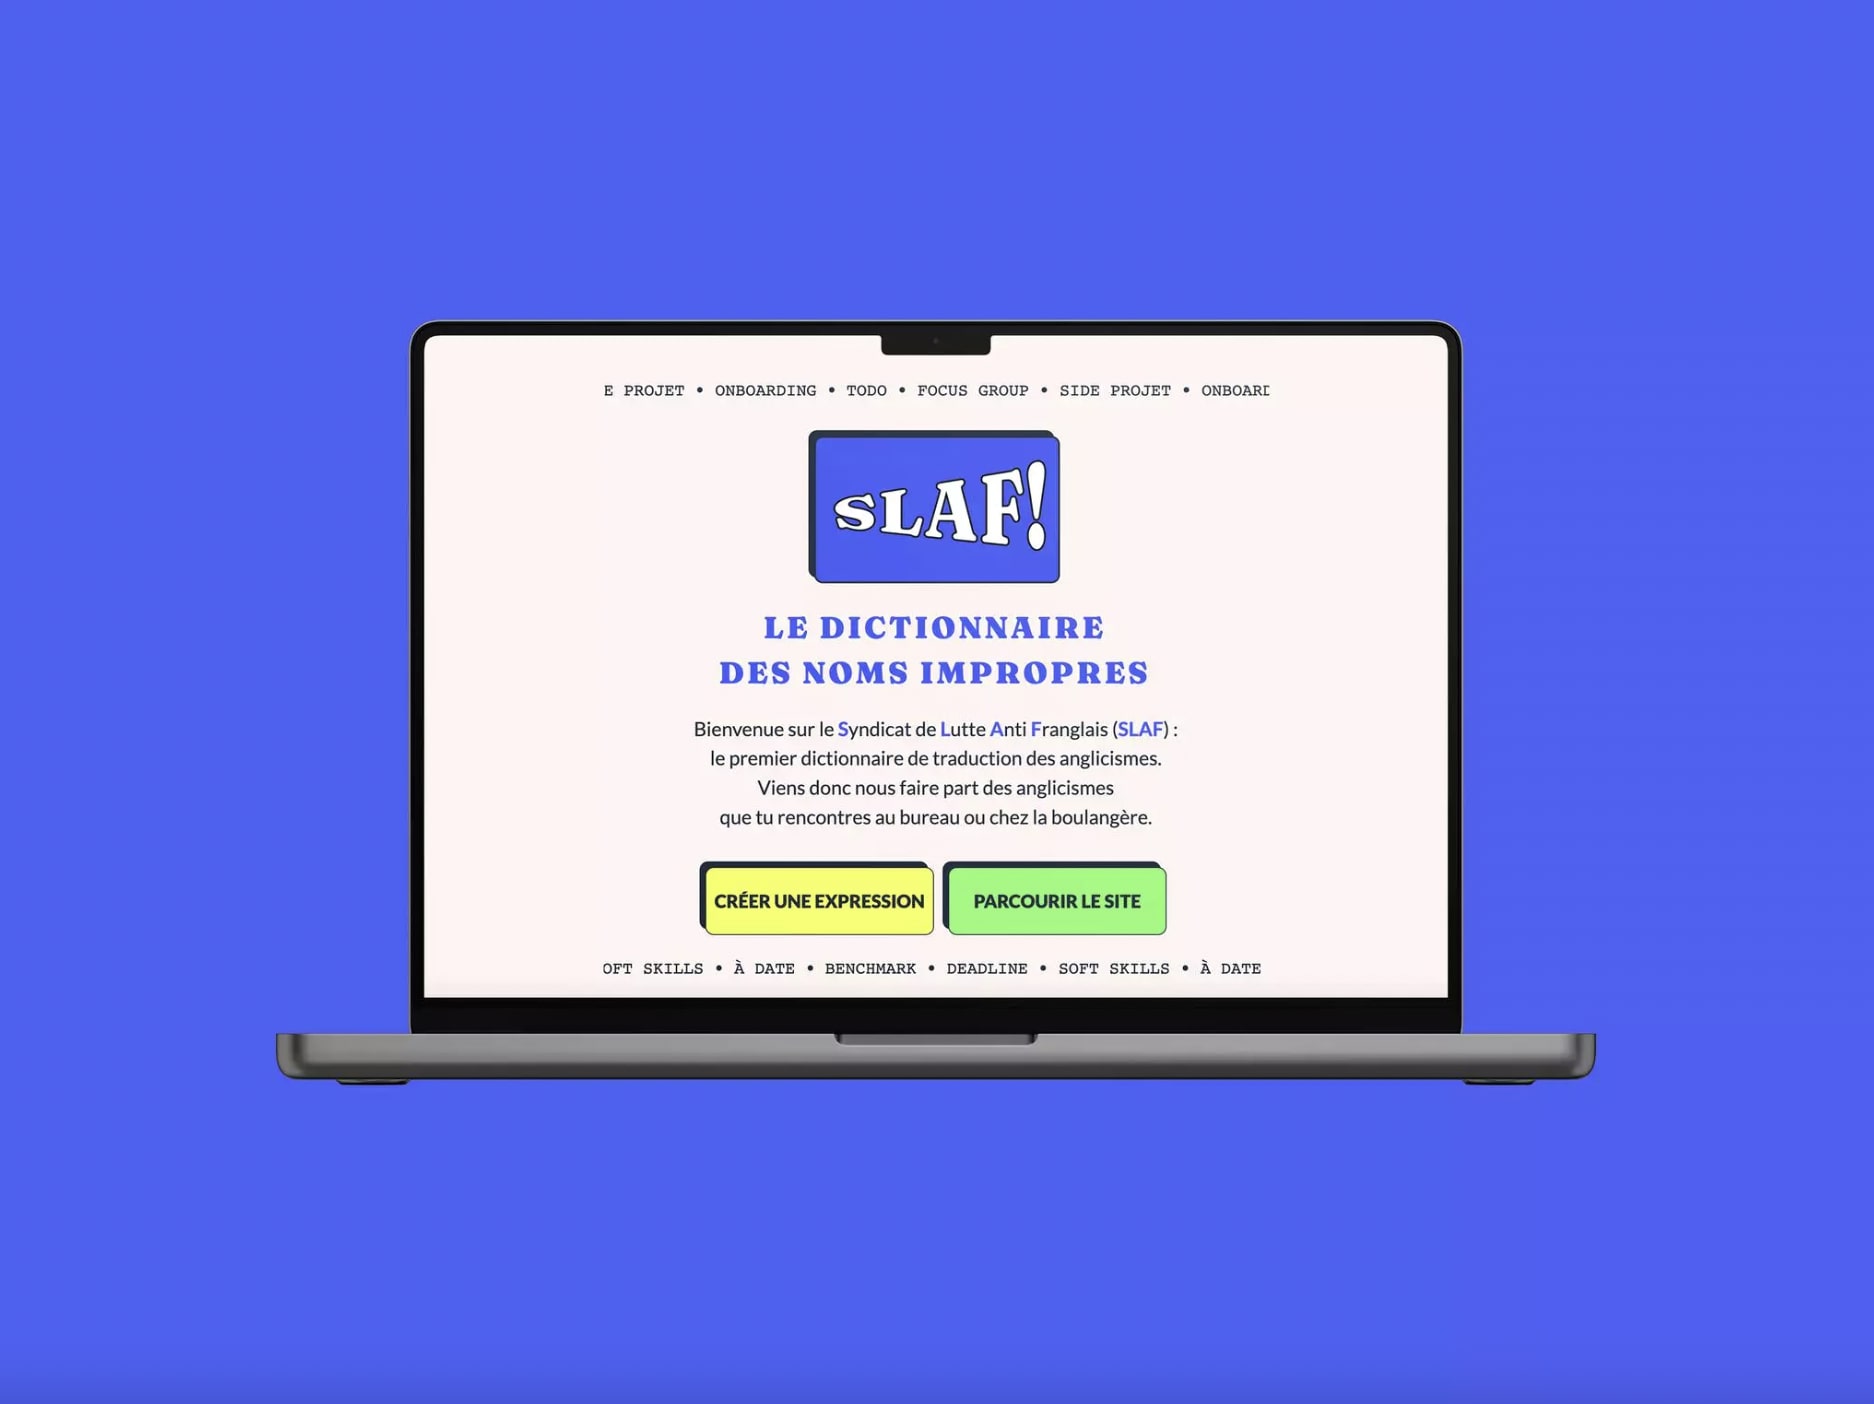 E PROJET • ONBOARDING • TODO • FOCUS GROUP • SIDE PROJET • ONBOARD
SLAF!
LE DICTIONNAIRE
DES NOMS IMPROPRES
Bienvenue sur le Syndicat de Lutte Anti Franglais (SLAF) :
le premier dictionnaire de traduction des anglicismes.
Viens donc nous faire part des anglicismes
que tu rencontres au bureau ou chez la boulangère.
CRÉER UNE EXPRESSION
PARCOURIR LE SITE
OFT SKILLS • À DATE • BENCHMARK • DEADLINE • SOFT SKILLS • À DATE